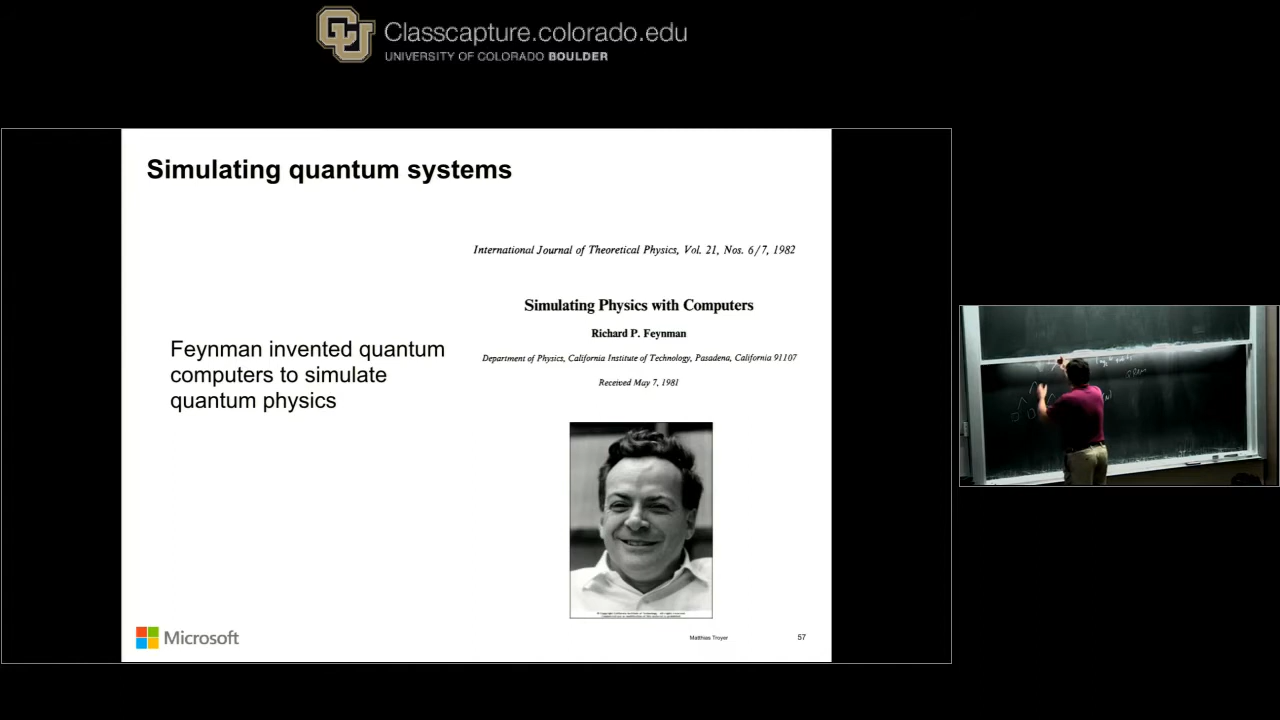 Classcapture.colorado.edu
UNIVERSITY OF COLORADO BOULDER
Simulating quantum systems
International Journal of Theoretical Physics, Vol. 21, Nos. 6/7, 1982
Simulating Physics with Computers
Richard P. Feynman
Department of Physics, California Institute of Technology, Pasadena, California 91107
Received May 7, 1981
Feynman invented quantum
computers to simulate
quantum physics
Microsoft
Matthias Troyer
57